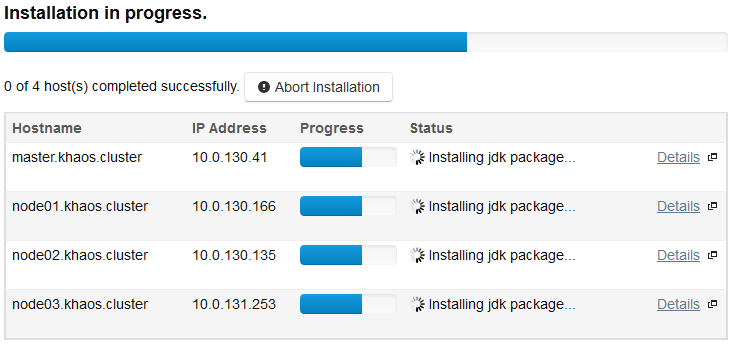 Installation in progress.
0 of 4 host(s) completed successfully. Abort Installation
Hostname IP Address Progress Status
master.khaos.cluster 10.0.130.41 Installing jdk package... Details
node01.khaos.cluster 10.0.130.166 Installing jdk package... Details
node02.khaos.cluster 10.0.130.135 Installing jdk package... Details
node03.khaos.cluster 10.0.131.253 Installing jdk package... Details